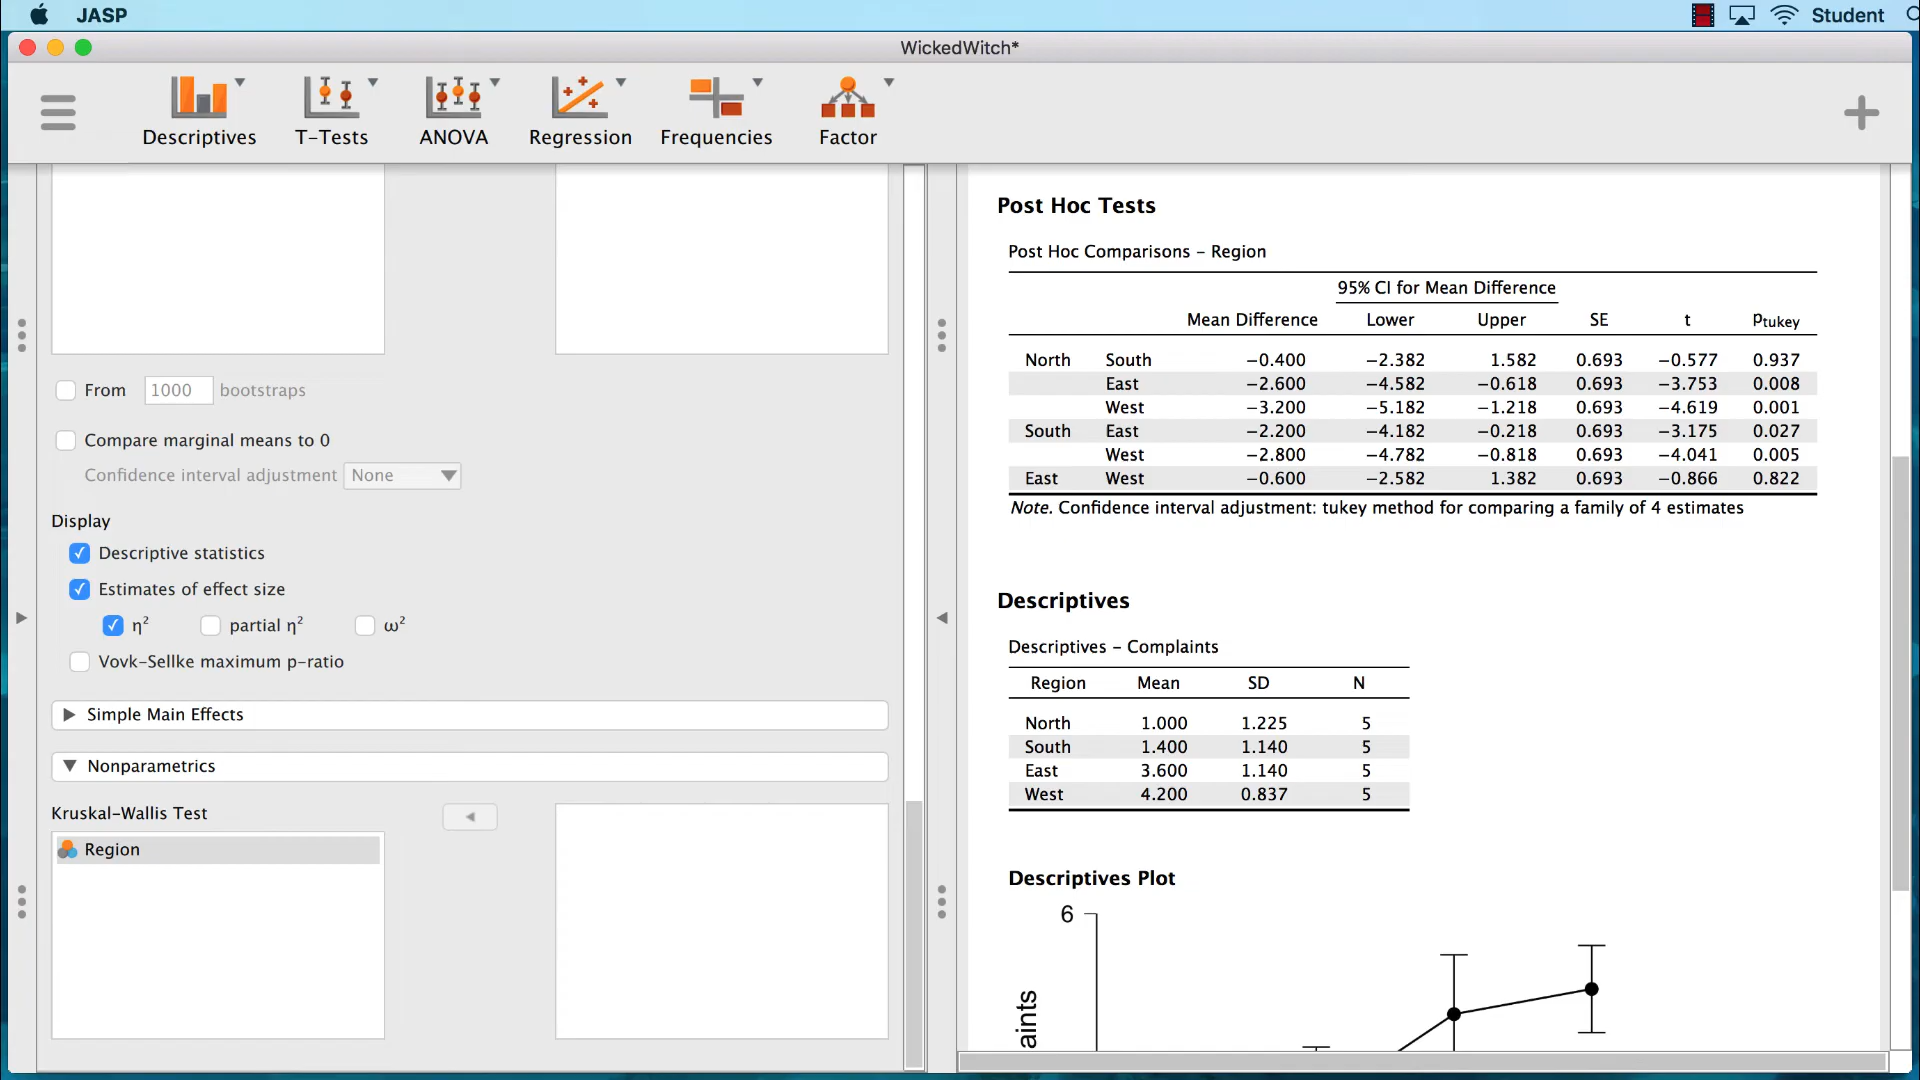 JASP Student
WickedWitch*
Descriptives T-Tests ANOVA Regression Frequencies Factor
From 1000 bootstraps
Compare marginal means to 0
Confidence interval adjustment None
Display
Descriptive statistics
Estimates of effect size
η² partial η² ω²
Vovk-Sellke maximum p-ratio
Simple Main Effects
Nonparametrics
Kruskal-Wallis Test
Region
Post Hoc Tests
Post Hoc Comparisons – Region
95% CI for Mean Difference
Mean Difference Lower Upper SE t Ptukey
North South −0.400 −2.382 1.582 0.693 −0.577 0.937
East −2.600 −4.582 −0.618 0.693 −3.753 0.008
West −3.200 −5.182 −1.218 0.693 −4.619 0.001
South East −2.200 −4.182 −0.218 0.693 −3.175 0.027
West −2.800 −4.782 −0.818 0.693 −4.041 0.005
East West −0.600 −2.582 1.382 0.693 −0.866 0.822
Note. Confidence interval adjustment: tukey method for comparing a family of 4 estimates
Descriptives
Descriptives – Complaints
Region Mean SD N
North 1.000 1.225 5
South 1.400 1.140 5
East 3.600 1.140 5
West 4.200 0.837 5
Descriptives Plot
6
aints